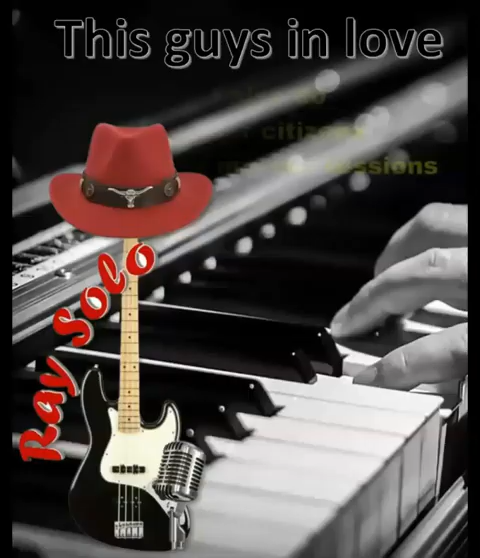 This guys in love
citizens
sessions
Ray Solo